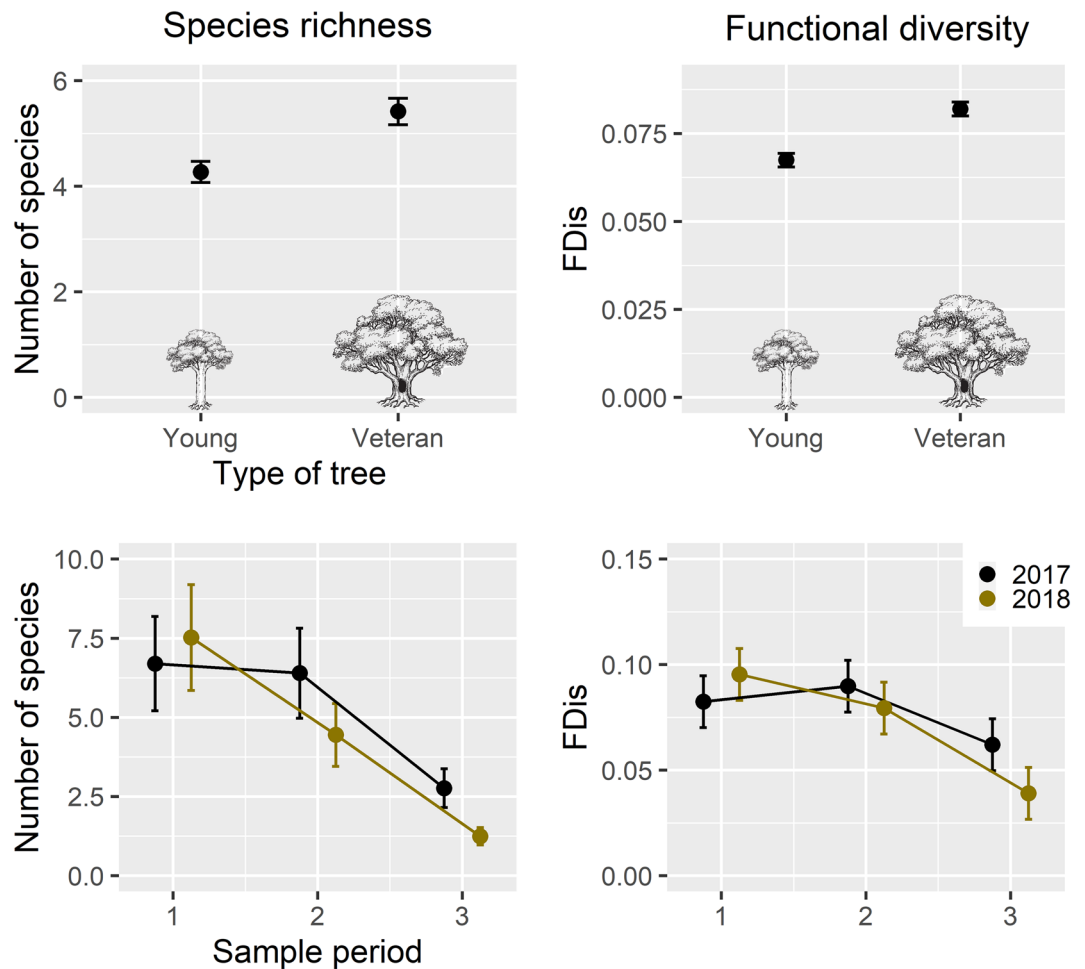 Species richness
Number of species
6
4
2
0
Young Veteran
Type of tree
Functional diversity
FDis
0.075
0.050
0.025
0.000
Young Veteran
Number of species
10.0
7.5
5.0
2.5
0.0
1 2 3
Sample period
FDis
0.15
0.10
0.05
0.00
1 2 3
2017
2018